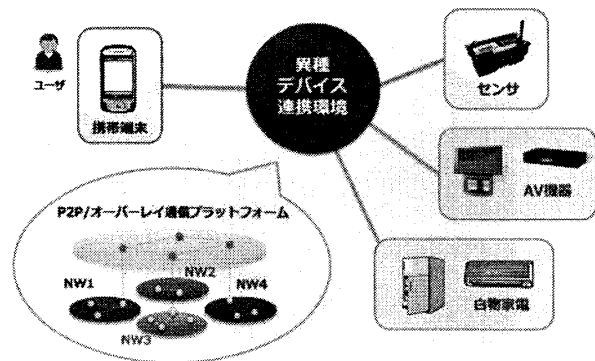 ユーザ
携帯端末
異種
デバイス
連携環境
センサ
AV機器
白物家電
P2P/オーバーレイ通信プラットフォーム
NW1
NW2
NW4
NW3